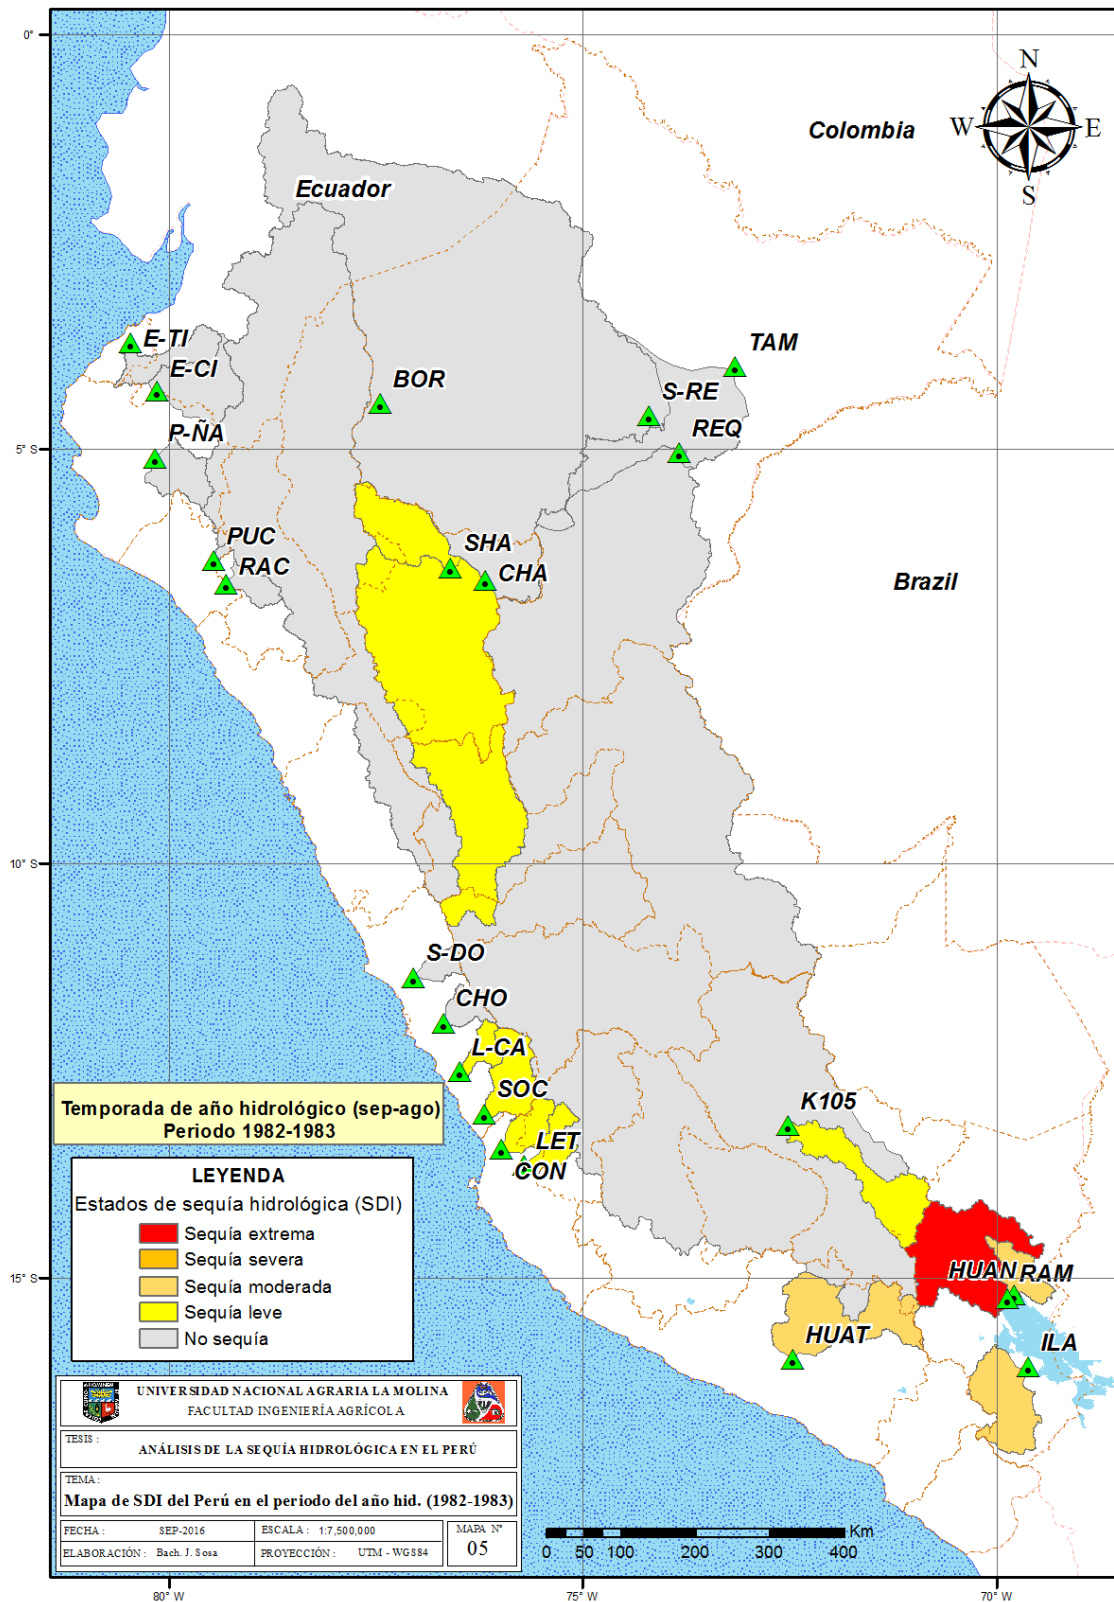 0°
N
W
E
S
Colombia
Ecuador
E-TI
E-CI
BOR
TAM
S-RE
REQ
P-ÑA
5° S
PUC
RAC
SHA
CHA
Brazil
10° S
S-DO
CHO
L-CA
SOC
K105
LET
CON
Temporada de año hidrológico (sep-ago)
Periodo 1982-1983
LEYENDA
Estados de sequía hidrológica (SDI)
Sequía extrema
Sequía severa
Sequía moderada
Sequía leve
No sequía
15° S
HUAN
RAM
HUAT
ILA
UNIVERSIDAD NACIONAL AGRARIA LA MOLINA
FACULTAD INGENIERÍA AGRÍCOLA
TESIS :
ANÁLISIS DE LA SEQUÍA HIDROLÓGICA EN EL PERÚ
TEMA :
Mapa de SDI del Perú en el periodo del año hid. (1982-1983)
FECHA : SEP-2016
ESCALA : 1:7,500,000
MAPA Nº
05
ELABORACIÓN : Bach. J. Sosa
PROYECCIÓN : UTM - WGS84
Km
0 50 100 200 300 400
80° W
75° W
70° W